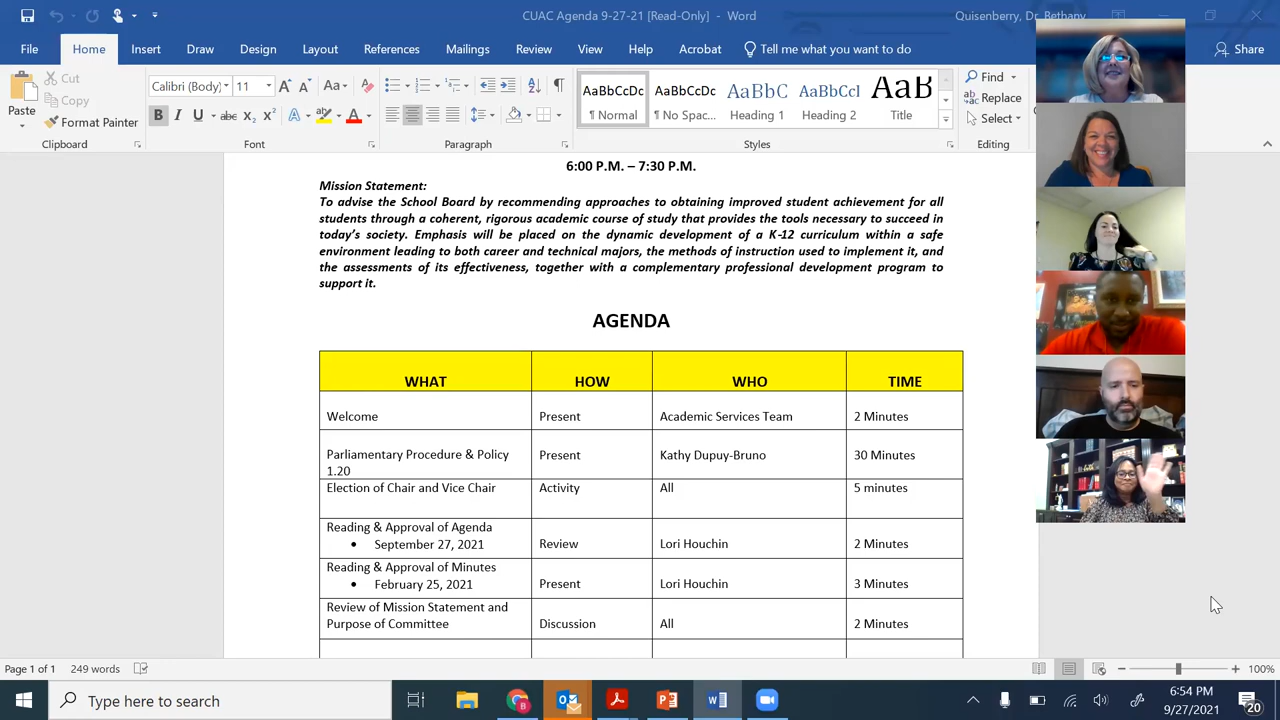 CUAC Agenda 9-27-21 [Read-Only] - Word
Quisenberry, Dr. Bethany
File Home Insert Draw Design Layout References Mailings Review View Help Acrobat Tell me what you want to do Share
Paste
Cut
Copy
Format Painter
Clipboard
Calibri (Body) 11
Font
Paragraph
AaBbCcDc AaBbCcDc AaBbC AaBbCcI AaB
¶ Normal ¶ No Spac... Heading 1 Heading 2 Title
Styles
Find
Replace
Select
Editing
6:00 P.M. – 7:30 P.M.
Mission Statement:
To advise the School Board by recommending approaches to obtaining improved student achievement for all
students through a coherent, rigorous academic course of study that provides the tools necessary to succeed in
today's society. Emphasis will be placed on the dynamic development of a K-12 curriculum within a safe
environment leading to both career and technical majors, the methods of instruction used to implement it, and
the assessments of its effectiveness, together with a complementary professional development program to
support it.
AGENDA
WHAT HOW WHO TIME
Welcome Present Academic Services Team 2 Minutes
Parliamentary Procedure & Policy
1.20
Present Kathy Dupuy-Bruno 30 Minutes
Election of Chair and Vice Chair Activity All 5 minutes
Reading & Approval of Agenda
• September 27, 2021 Review Lori Houchin 2 Minutes
Reading & Approval of Minutes
• February 25, 2021 Present Lori Houchin 3 Minutes
Review of Mission Statement and
Purpose of Committee Discussion All 2 Minutes
Page 1 of 1 249 words 100%
Type here to search
6:54 PM
9/27/2021
20